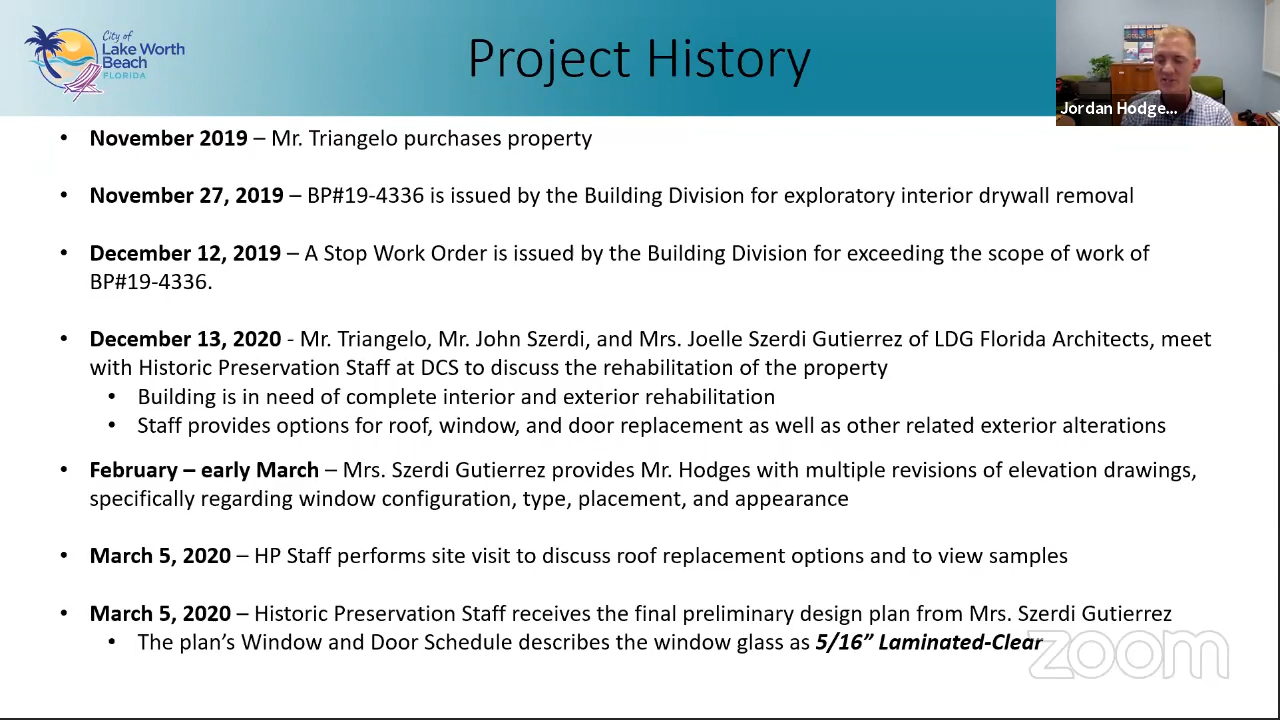 City of
Lake Worth
Beach
FLORIDA
Project History
Jordan Hodge...
• November 2019 – Mr. Triangelo purchases property
• November 27, 2019 – BP#19-4336 is issued by the Building Division for exploratory interior drywall removal
• December 12, 2019 – A Stop Work Order is issued by the Building Division for exceeding the scope of work of
BP#19-4336.
• December 13, 2020 - Mr. Triangelo, Mr. John Szerdi, and Mrs. Joelle Szerdi Gutierrez of LDG Florida Architects, meet
with Historic Preservation Staff at DCS to discuss the rehabilitation of the property
• Building is in need of complete interior and exterior rehabilitation
• Staff provides options for roof, window, and door replacement as well as other related exterior alterations
• February – early March – Mrs. Szerdi Gutierrez provides Mr. Hodges with multiple revisions of elevation drawings,
specifically regarding window configuration, type, placement, and appearance
• March 5, 2020 – HP Staff performs site visit to discuss roof replacement options and to view samples
• March 5, 2020 – Historic Preservation Staff receives the final preliminary design plan from Mrs. Szerdi Gutierrez
• The plan’s Window and Door Schedule describes the window glass as 5/16” Laminated-Clear
zoom